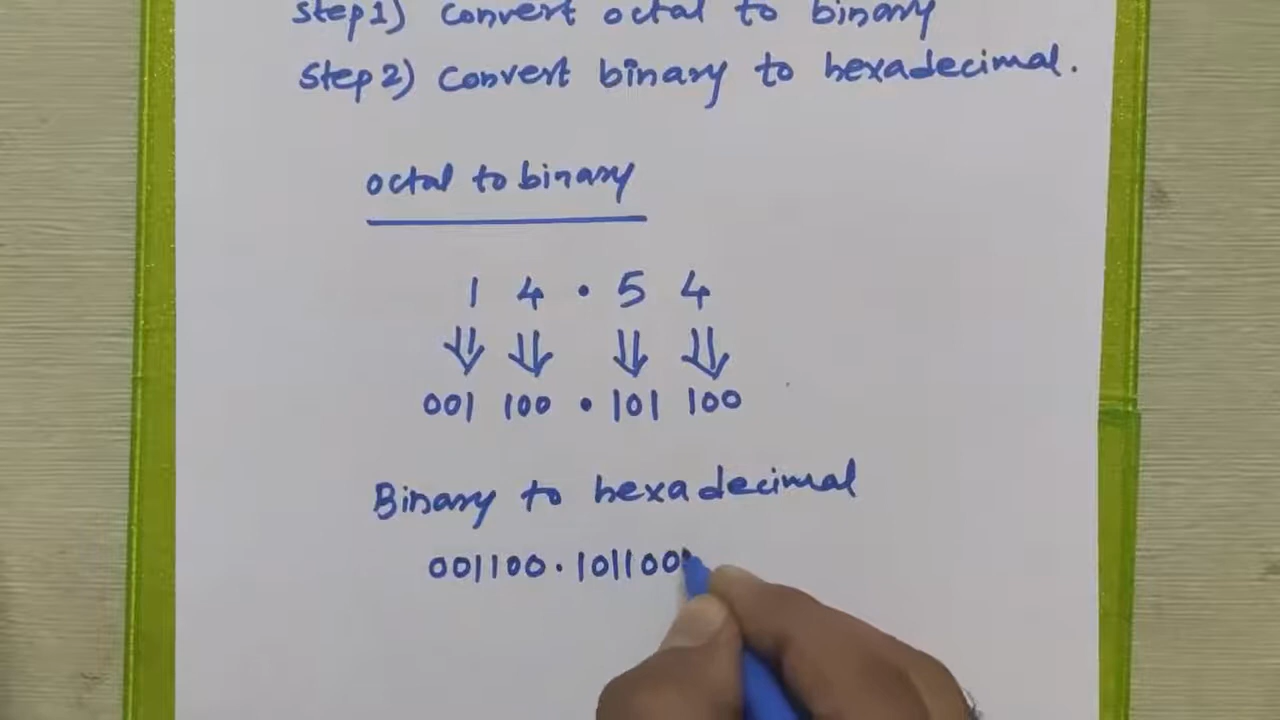 Step1) Convert octal to binary
Step2) Convert binary to hexadecimal.
octal to binary
1 4 . 5 4
001 100 . 101 100
Binary to hexadecimal
001100.101100